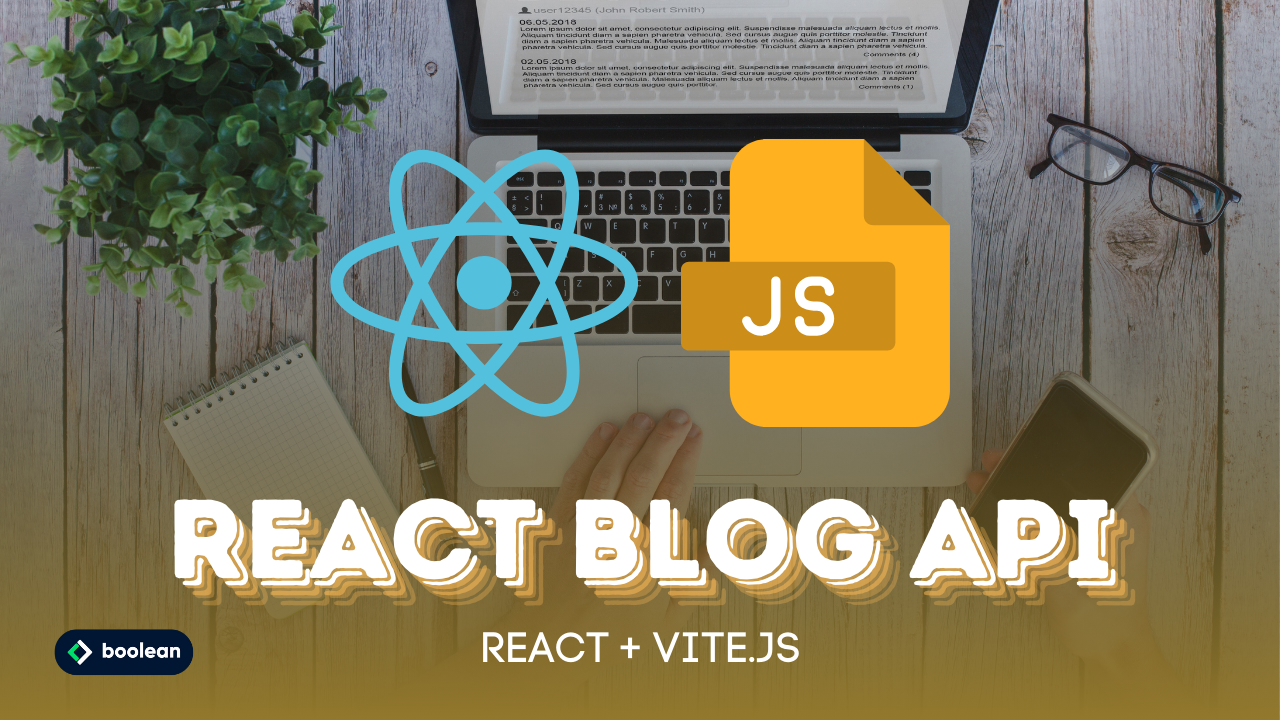 user12345 (John Robert Smith)
06.05.2018
Lorem ipsum dolor sit amet, consectetur adipiscing elit. Suspendisse malesuada aliquam lectus et mollis.
Aliquam tincidunt diam a sapien pharetra vehicula. Sed cursus augue quis porttitor molestie. Tincidunt
diam a sapien pharetra vehicula. Malesuada aliquam lectus et mollis. Aliquam tincidunt diam a sapien
pharetra vehicula. Sed cursus augue quis porttitor molestie. Tincidunt diam a sapien pharetra vehicula.
Comments (4)
02.05.2018
Lorem ipsum dolor sit amet, consectetur adipiscing elit. Suspendisse malesuada aliquam lectus et mollis.
Aliquam tincidunt diam a sapien pharetra vehicula. Sed cursus augue quis porttitor molestie. Tincidunt
diam a sapien pharetra vehicula. Malesuada aliquam lectus et mollis. Aliquam tincidunt diam a sapien
pharetra vehicula. Sed cursus augue quis porttitor.
Comments (1)
JS
REACT BLOG API
REACT + VITE.JS
boolean